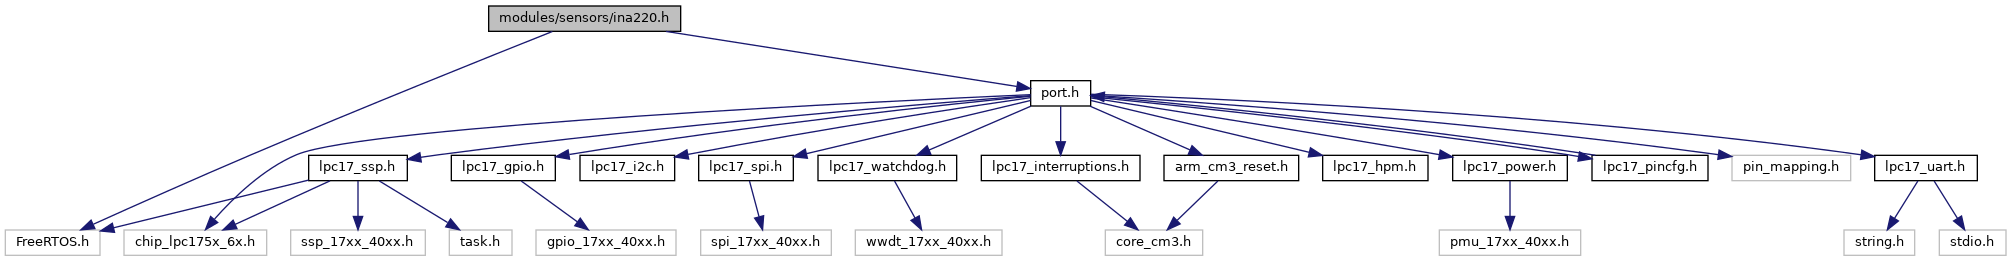 modules/sensors/ina220.h
port.h
lpc17_ssp.h
lpc17_gpio.h
lpc17_i2c.h
lpc17_spi.h
lpc17_watchdog.h
lpc17_interruptions.h
arm_cm3_reset.h
lpc17_hpm.h
lpc17_power.h
lpc17_pincfg.h
pin_mapping.h
lpc17_uart.h
FreeRTOS.h
chip_lpc175x_6x.h
ssp_17xx_40xx.h
task.h
gpio_17xx_40xx.h
spi_17xx_40xx.h
wwdt_17xx_40xx.h
core_cm3.h
pmu_17xx_40xx.h
string.h
stdio.h